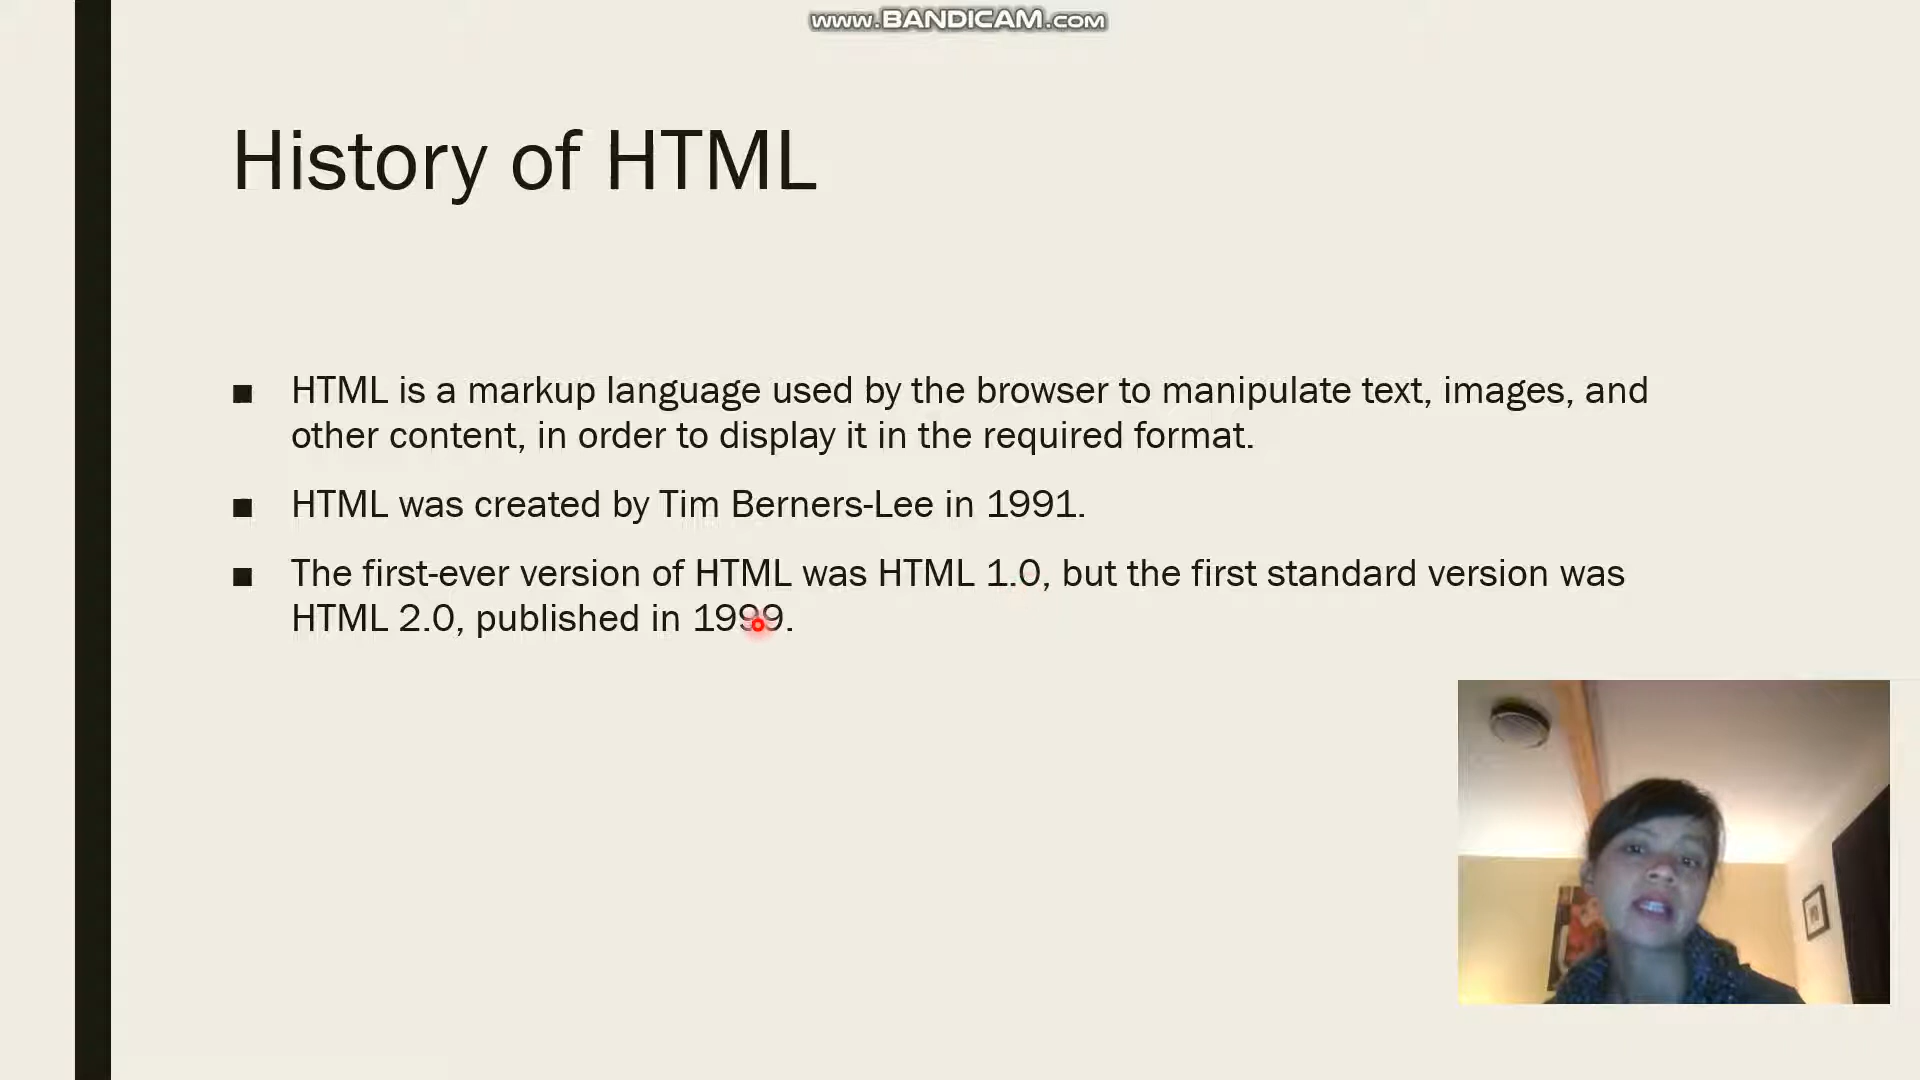 www.BANDICAM.com
History of HTML
■ HTML is a markup language used by the browser to manipulate text, images, and
other content, in order to display it in the required format.
■ HTML was created by Tim Berners-Lee in 1991.
■ The first-ever version of HTML was HTML 1.0, but the first standard version was
HTML 2.0, published in 1999.